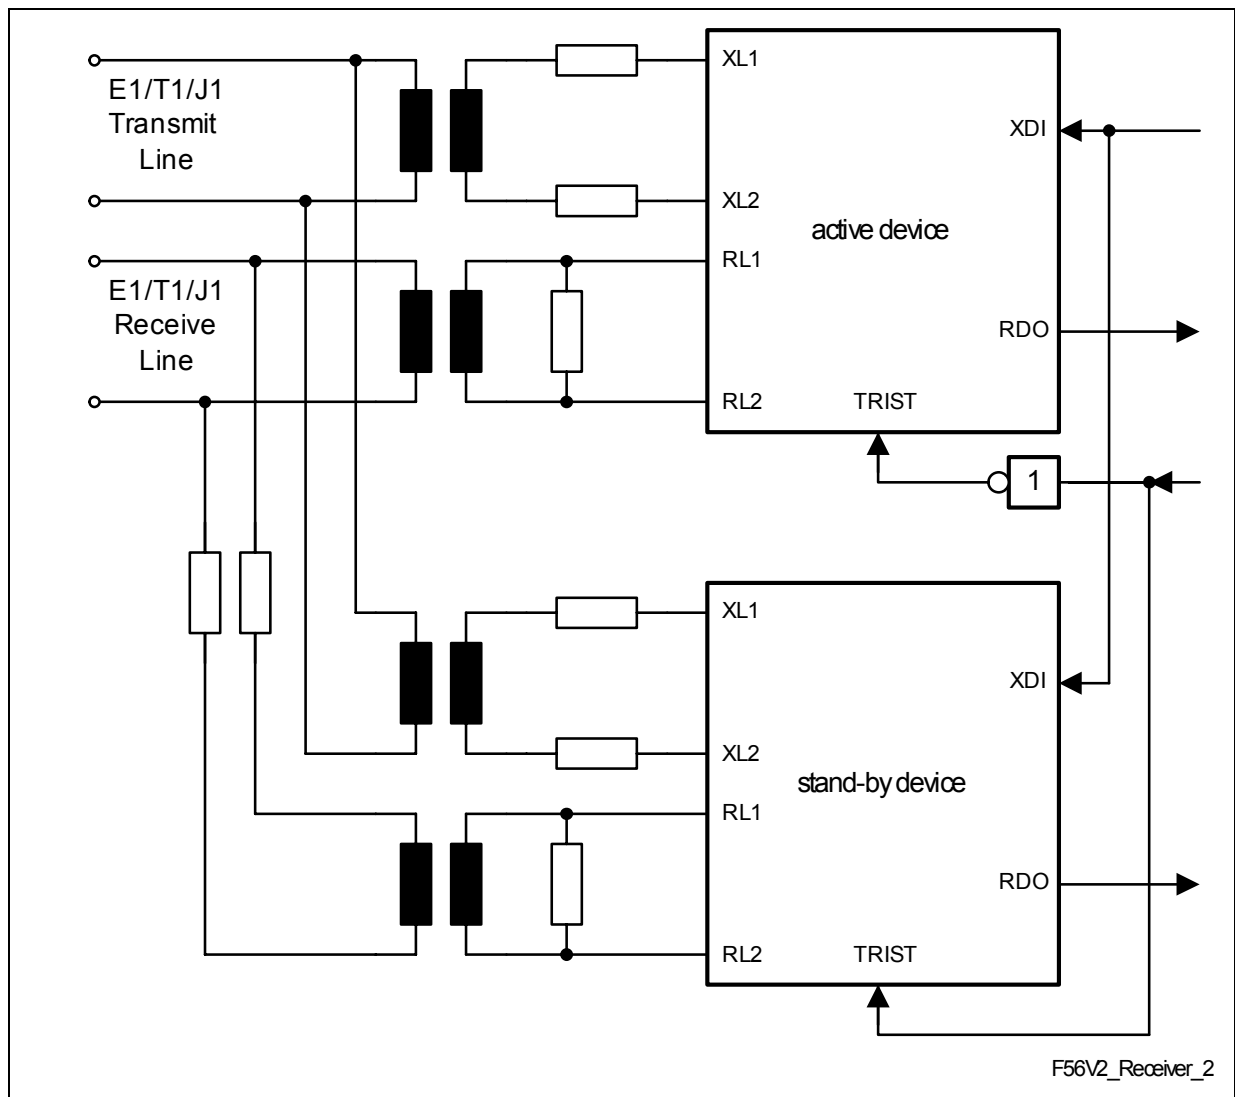 XL1
E1/T1/J1
Transmit
Line
XDI
XL2
active device
RL1
E1/T1/J1
Receive
Line
RDO
RL2
TRIST
1
XL1
XDI
XL2
stand-by device
RL1
RDO
RL2
TRIST
F56V2_Receiver_2